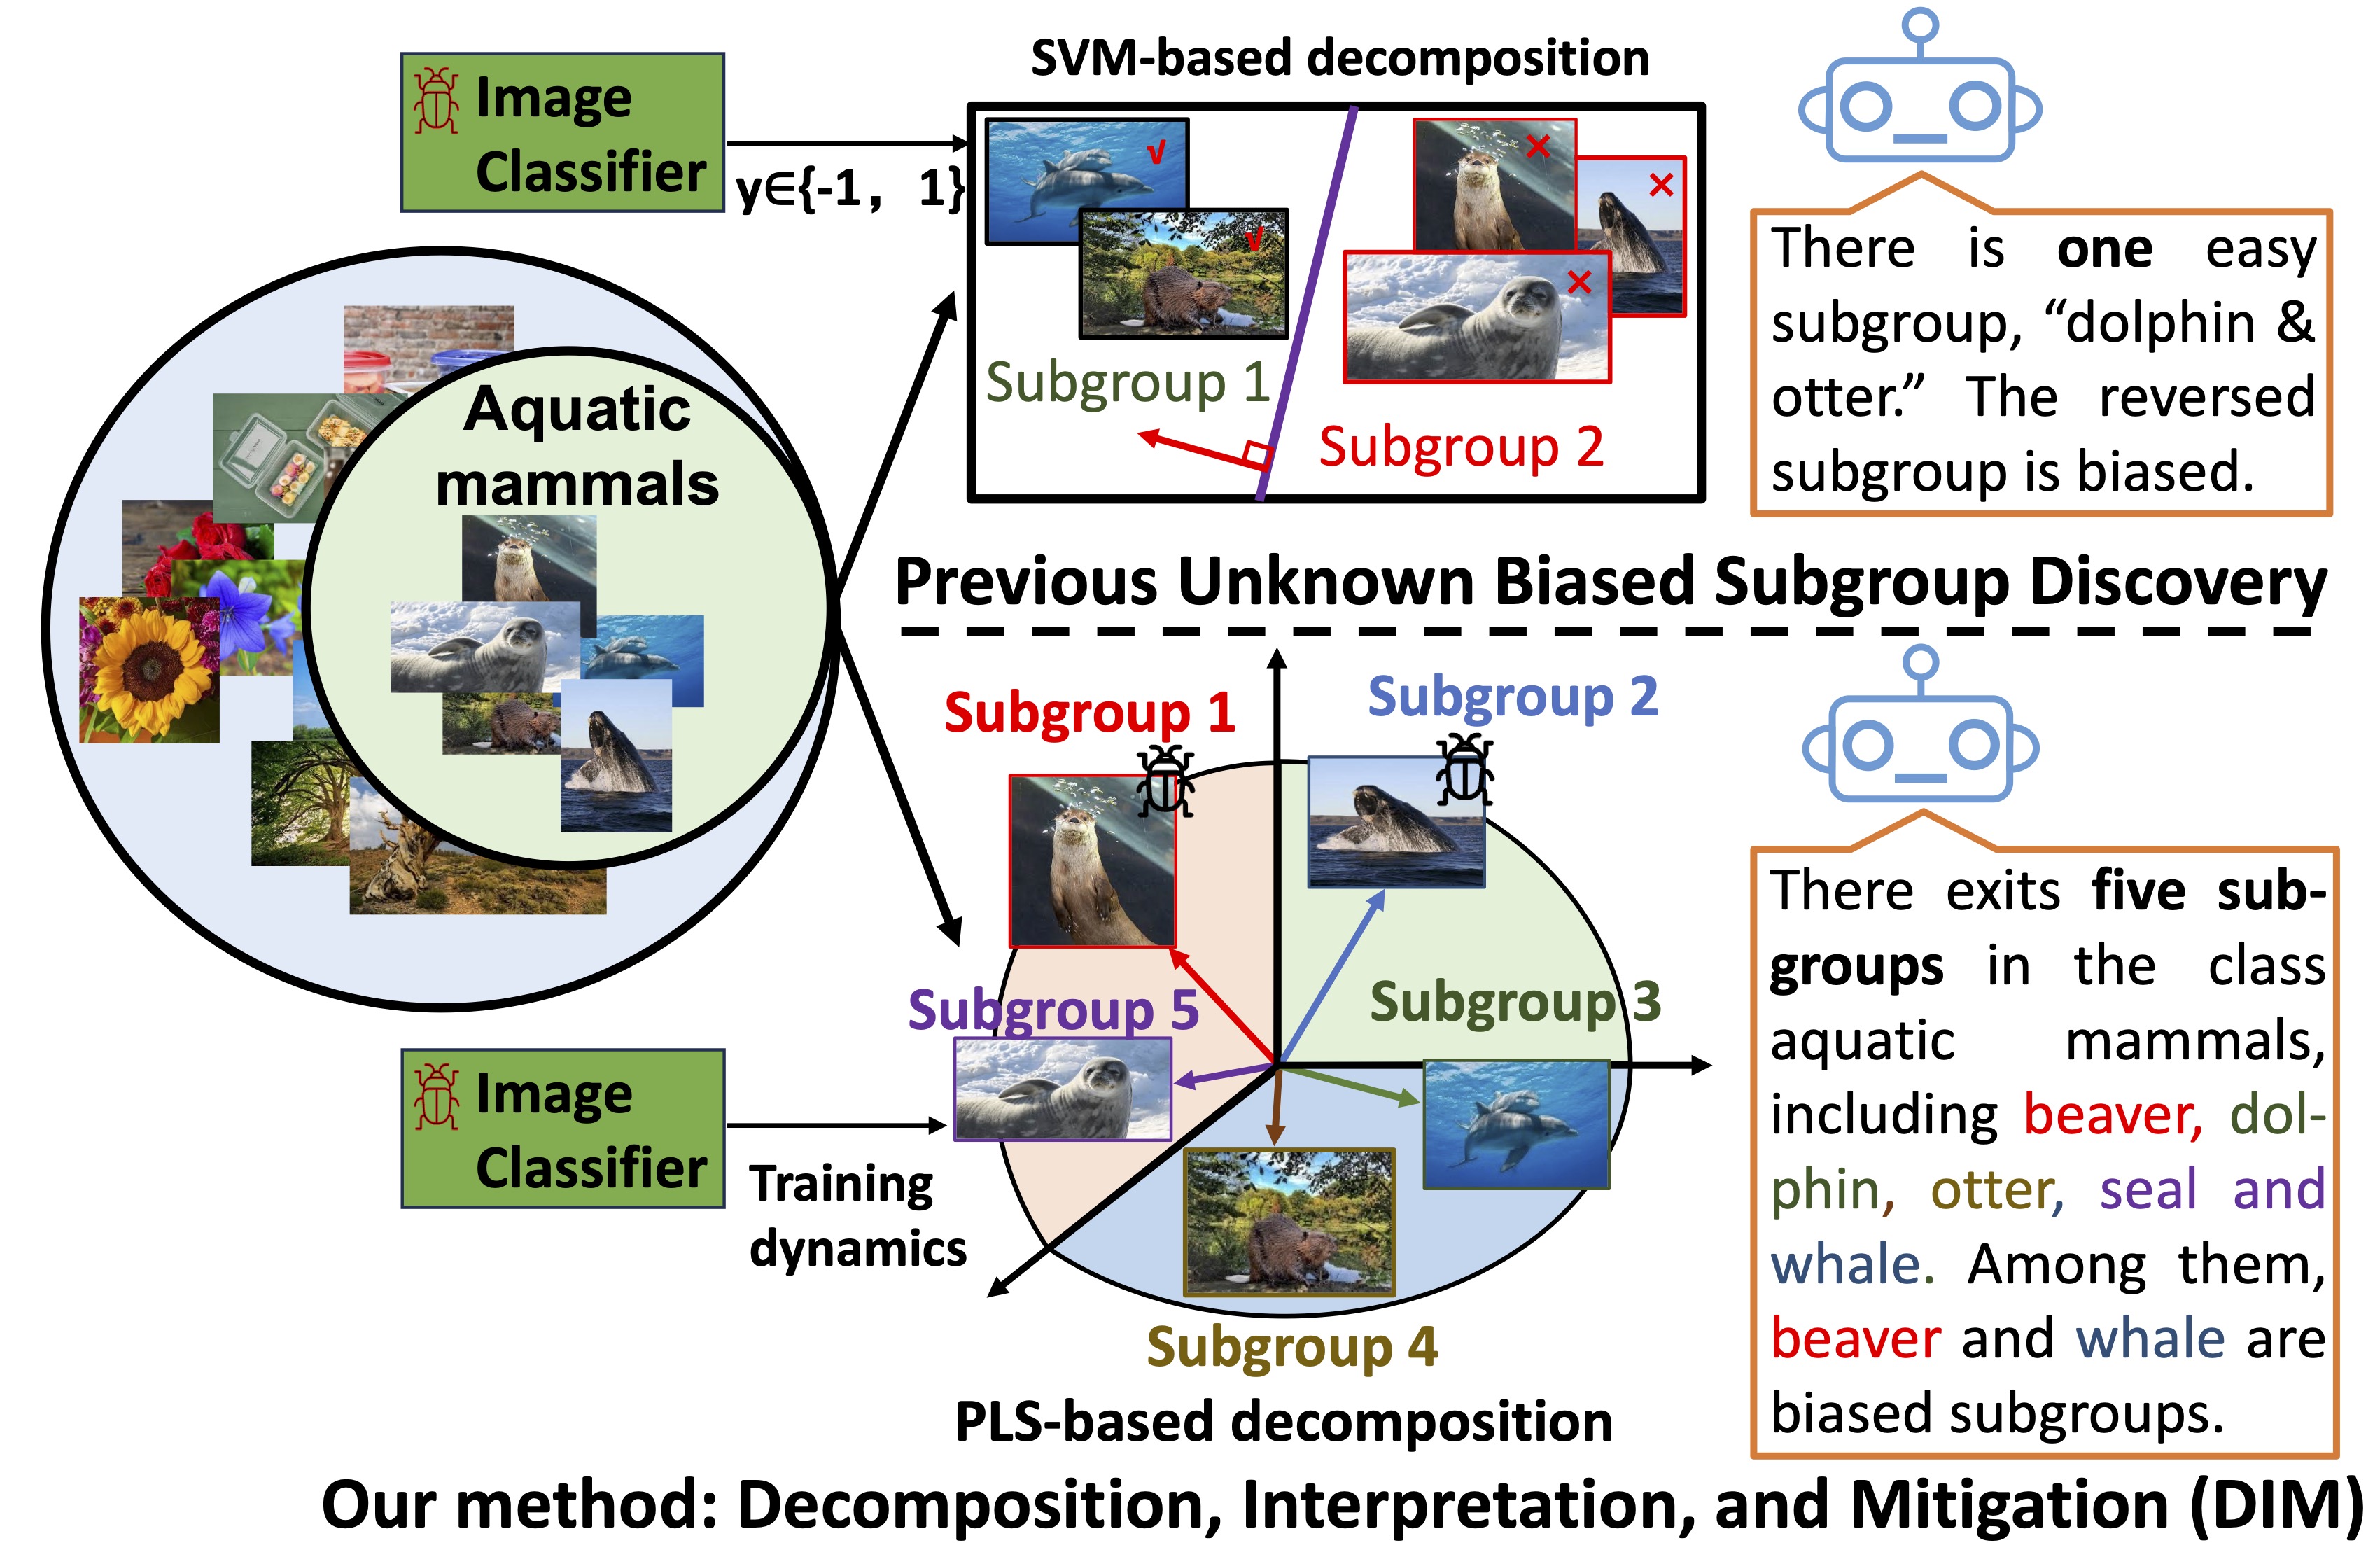 Image
Classifier
y∈{-1, 1}
SVM-based decomposition
√
√
×
×
×
Subgroup 1
Subgroup 2
There is one easy
subgroup, “dolphin &
otter.” The reversed
subgroup is biased.
Aquatic
mammals
Previous Unknown Biased Subgroup Discovery
Subgroup 1
Subgroup 2
Subgroup 3
Subgroup 5
Subgroup 4
Image
Classifier
Training
dynamics
PLS-based decomposition
There exits five sub-
groups in the class
aquatic mammals,
including beaver, dol-
phin, otter, seal and
whale. Among them,
beaver and whale are
biased subgroups.
Our method: Decomposition, Interpretation, and Mitigation (DIM)